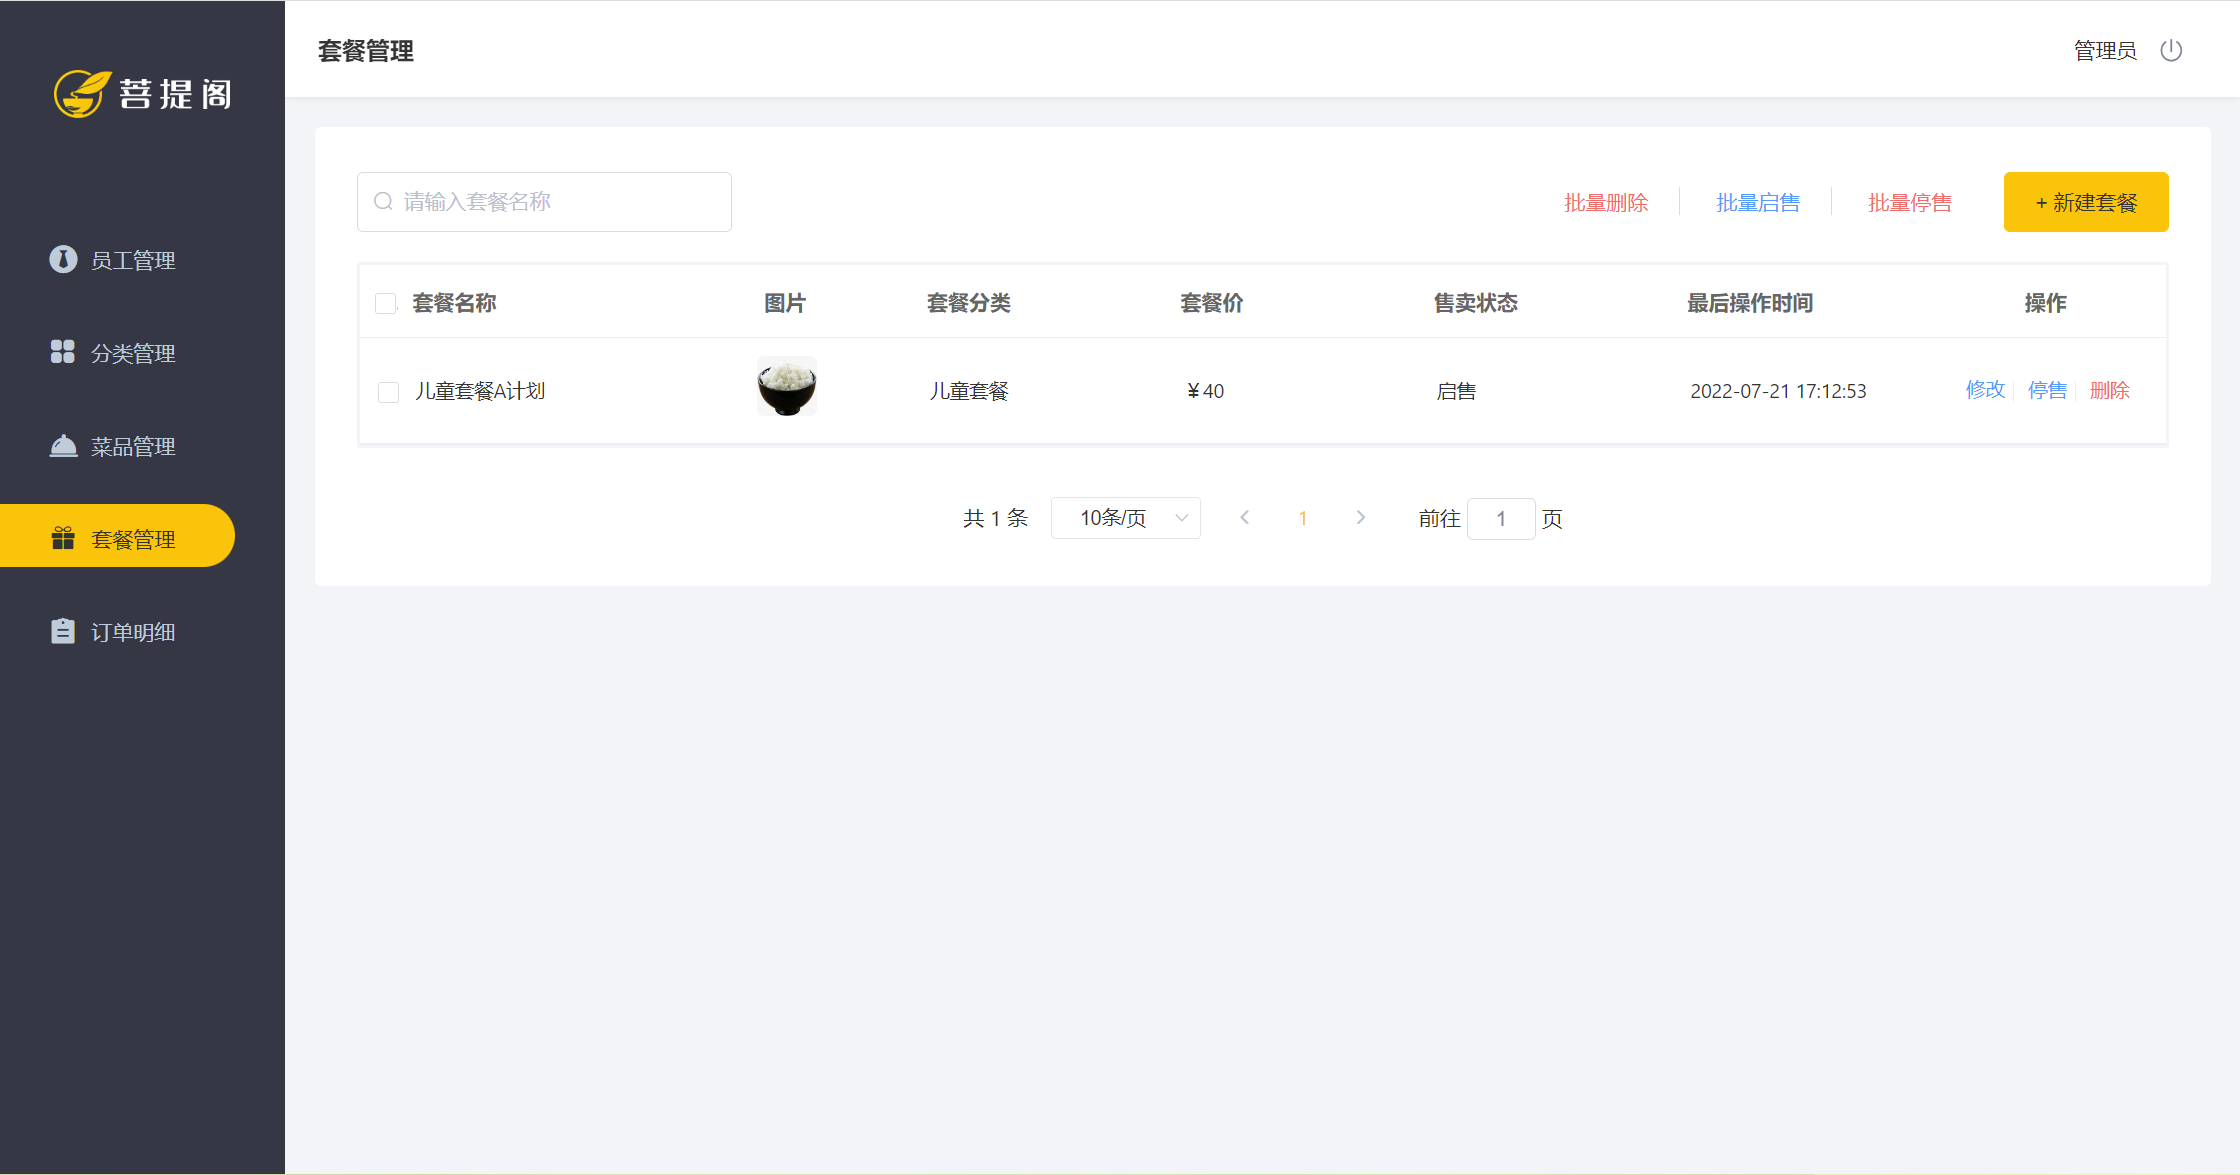 菩提阁
员工管理
分类管理
菜品管理
套餐管理
订单明细
套餐管理
管理员
请输入套餐名称
批量删除 批量启售 批量停售 + 新建套餐
套餐名称 图片 套餐分类 套餐价 售卖状态 最后操作时间 操作
儿童套餐A计划 儿童套餐 ¥40 启售 2022-07-21 17:12:53 修改 停售 删除
共 1 条 10条/页 1 前往 1 页